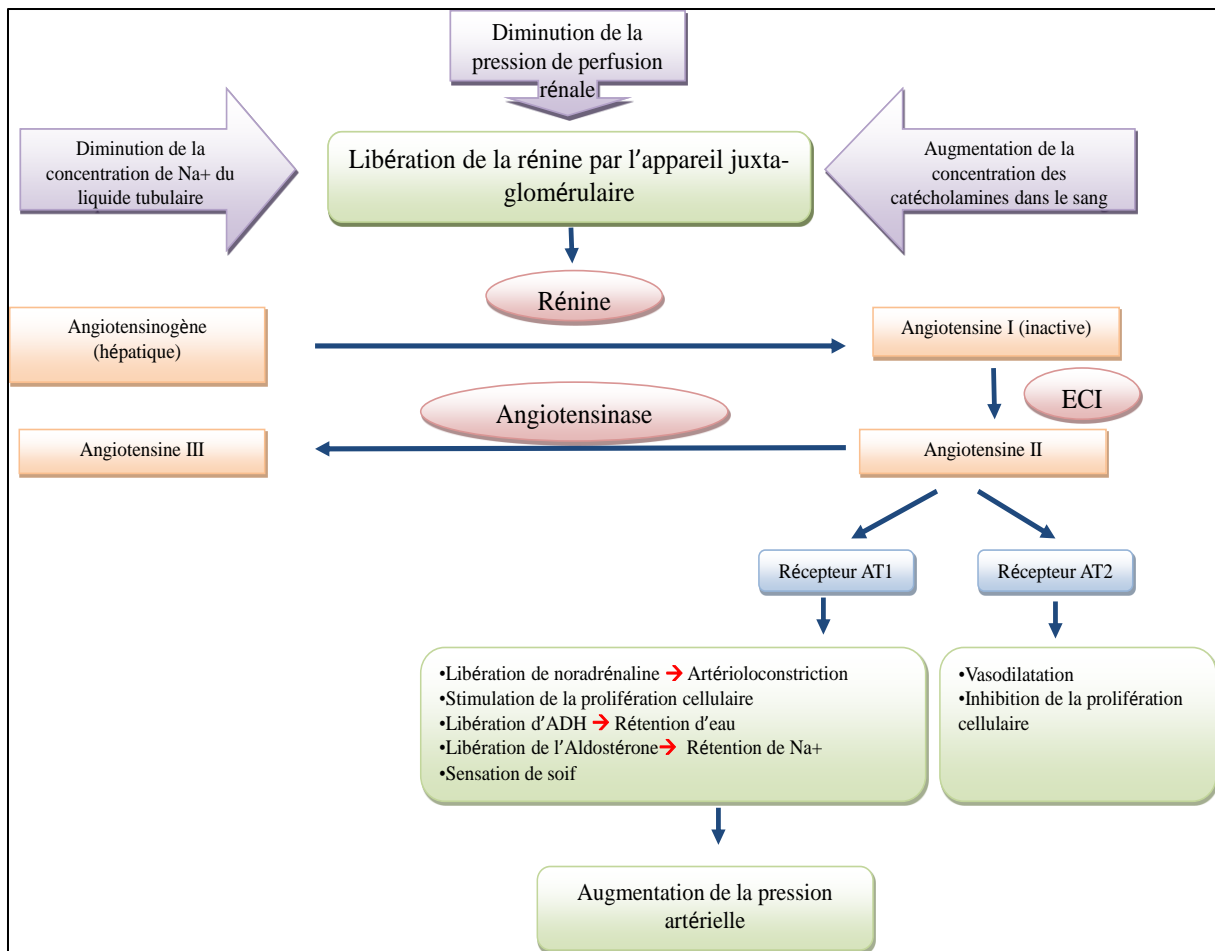 Diminution de la
pression de perfusion
rénale
Diminution de la
concentration de Na+ du
liquide tubulaire
Libération de la rénine par l'appareil juxta-
glomérulaire
Augmentation de la
concentration des
catécholamines dans le sang
Rénine
Angiotensinogène
(hépatique)
Angiotensine I (inactive)
ECI
Angiotensinase
Angiotensine III
Angiotensine II
Récepteur AT1
Récepteur AT2
•Libération de noradrénaline → Artérioloconstriction
•Stimulation de la prolifération cellulaire
•Libération d'ADH → Rétention d'eau
•Libération de l'Aldostérone→ Rétention de Na+
•Sensation de soif
•Vasodilatation
•Inhibition de la prolifération
cellulaire
Augmentation de la pression
artérielle